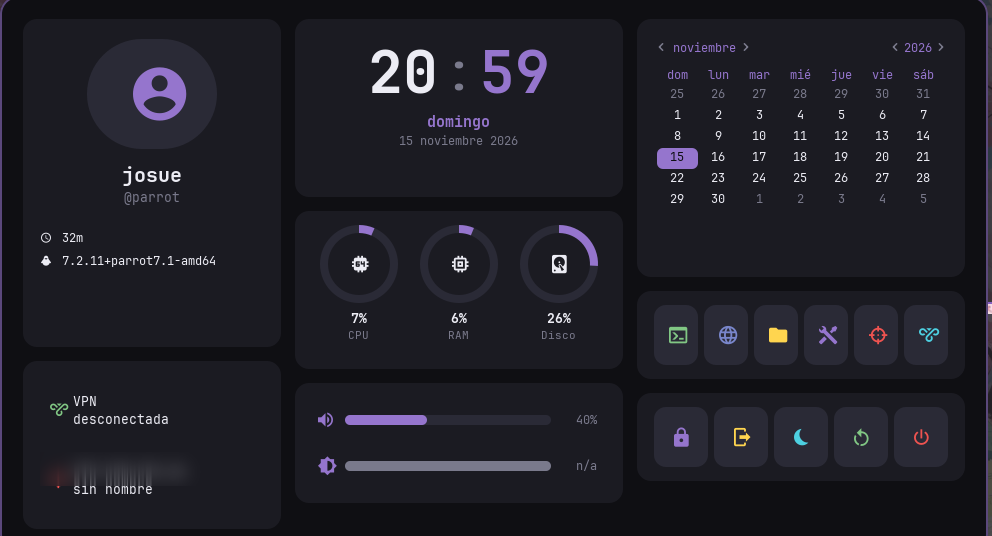 josue
@parrot
32m
7.2.11+parrot7.1-amd64
VPN
desconectada
sin nombre
20:59
domingo
15 noviembre 2026
64
7%
CPU
6%
RAM
26%
Disco
40%
n/a
noviembre 2026
dom lun mar mié jue vie sáb
25 26 27 28 29 30 31
1 2 3 4 5 6 7
8 9 10 11 12 13 14
15 16 17 18 19 20 21
22 23 24 25 26 27 28
29 30 1 2 3 4 5